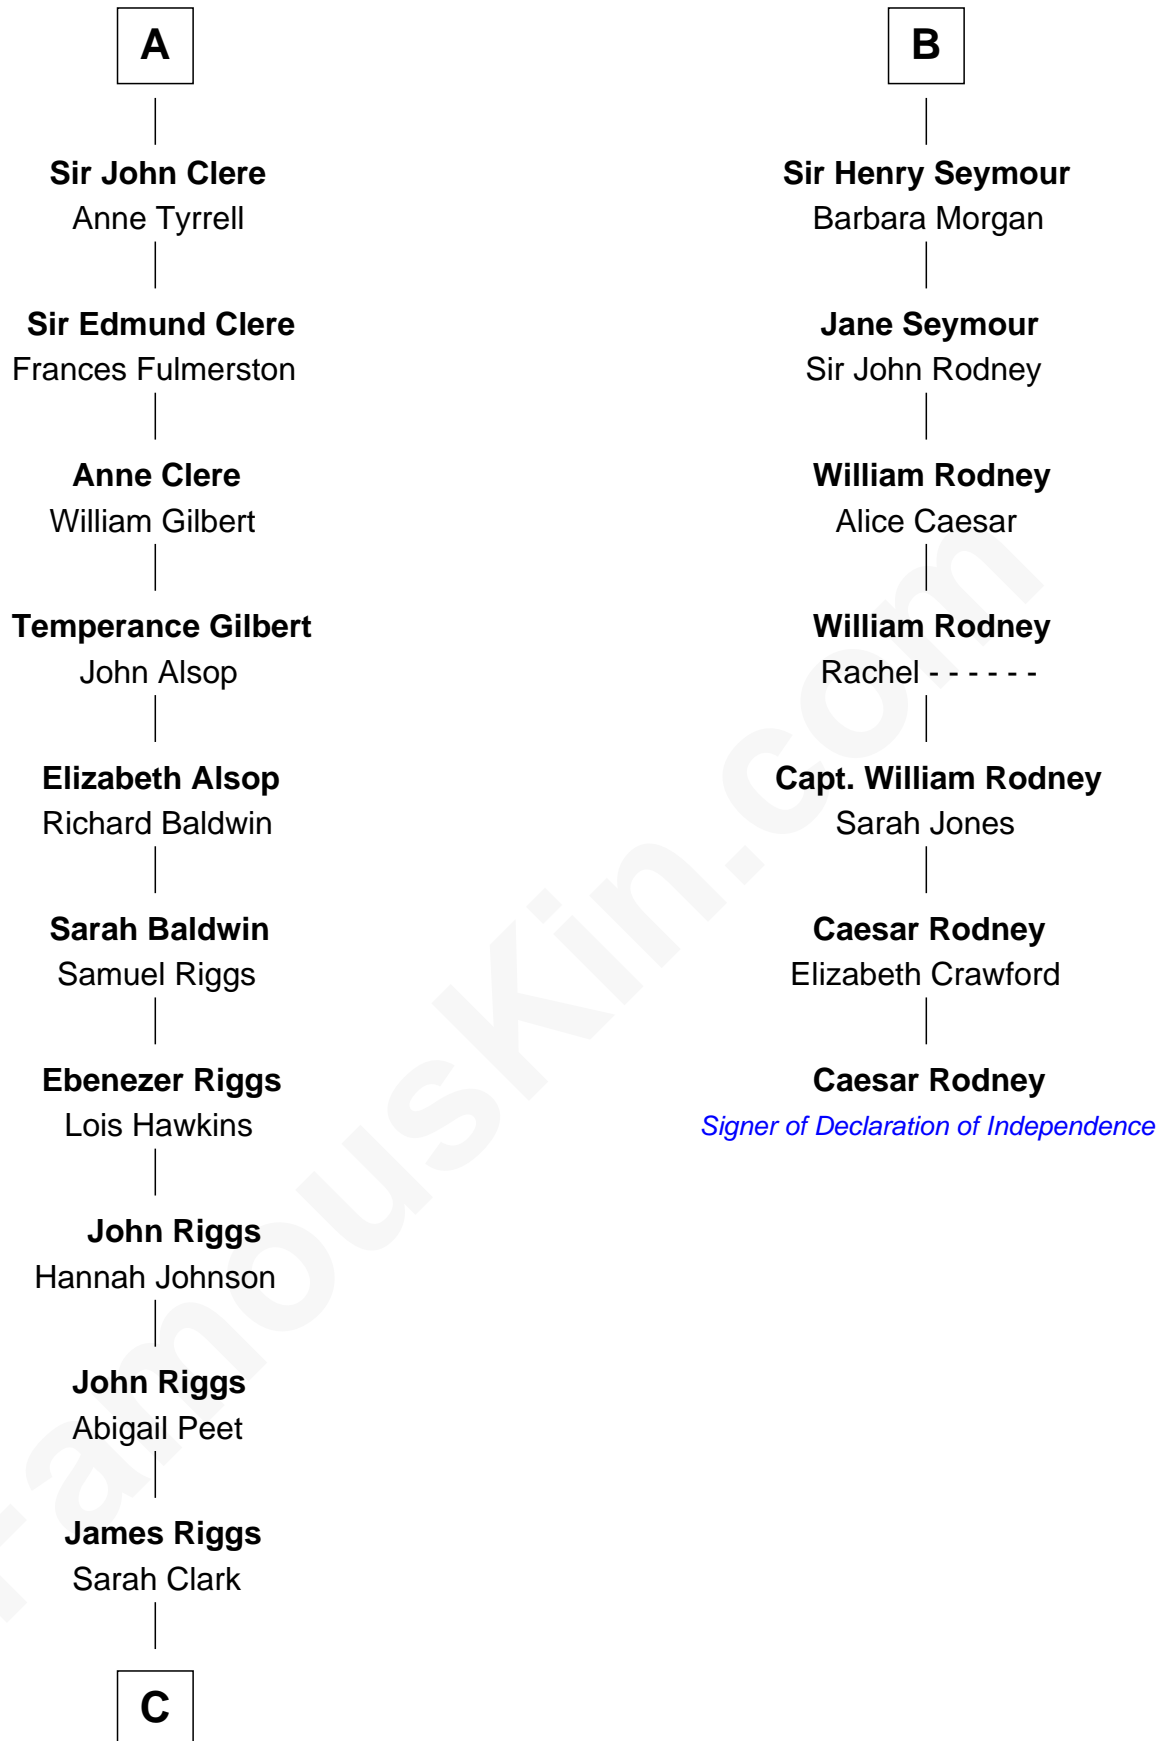 A
Sir John Clere
Anne Tyrrell
Sir Edmund Clere
Frances Fulmerston
Anne Clere
William Gilbert
Temperance Gilbert
John Alsop
Elizabeth Alsop
Richard Baldwin
Sarah Baldwin
Samuel Riggs
Ebenezer Riggs
Lois Hawkins
John Riggs
Hannah Johnson
John Riggs
Abigail Peet
James Riggs
Sarah Clark
C
B
Sir Henry Seymour
Barbara Morgan
Jane Seymour
Sir John Rodney
William Rodney
Alice Caesar
William Rodney
Rachel - - - - - -
Capt. William Rodney
Sarah Jones
Caesar Rodney
Elizabeth Crawford
Caesar Rodney
Signer of Declaration of Independence
FamousKin.com